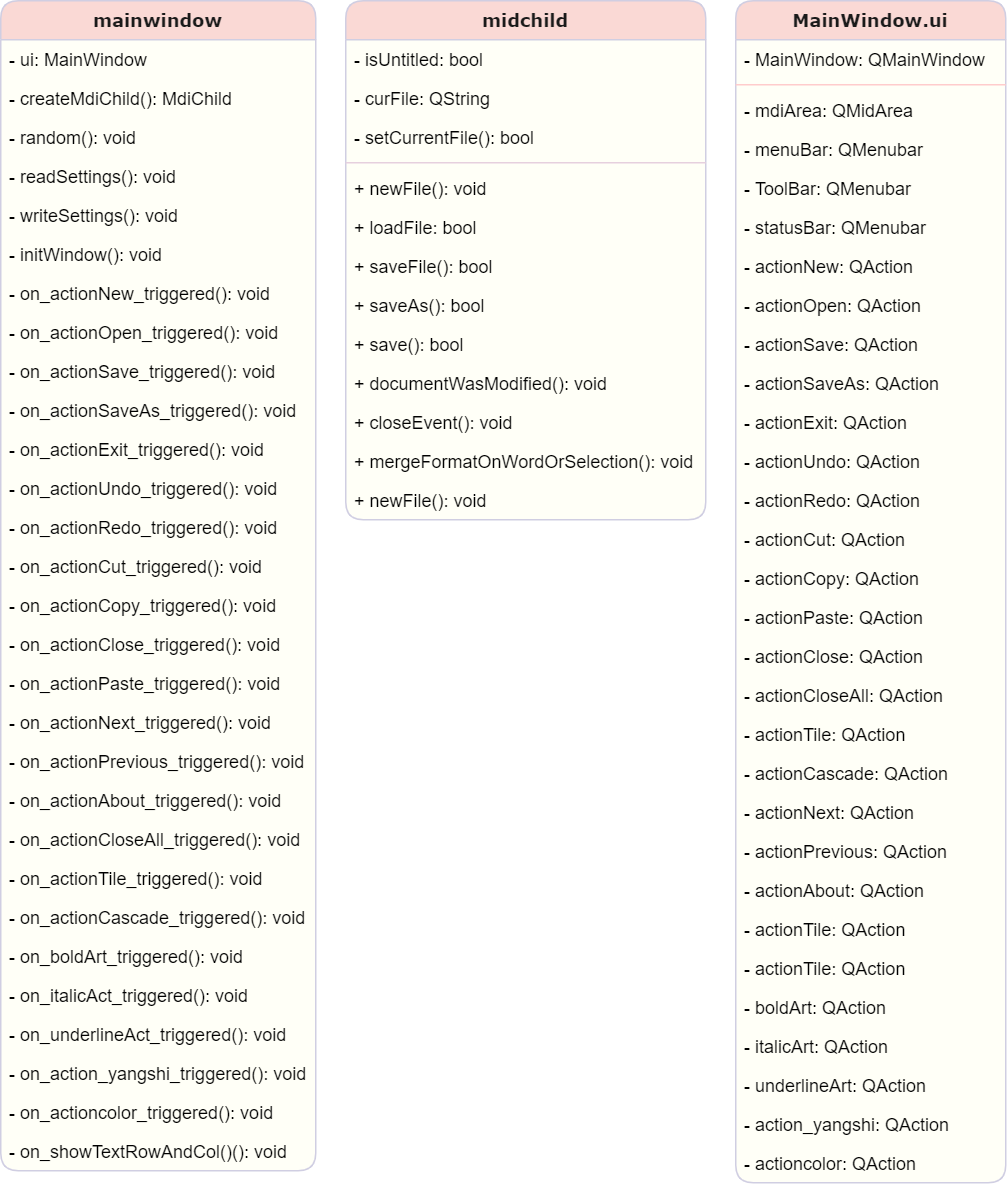 mainwindow
- ui: MainWindow
- createMdiChild(): MdiChild
- random(): void
- readSettings(): void
- writeSettings(): void
- initWindow(): void
- on_actionNew_triggered(): void
- on_actionOpen_triggered(): void
- on_actionSave_triggered(): void
- on_actionSaveAs_triggered(): void
- on_actionExit_triggered(): void
- on_actionUndo_triggered(): void
- on_actionRedo_triggered(): void
- on_actionCut_triggered(): void
- on_actionCopy_triggered(): void
- on_actionClose_triggered(): void
- on_actionPaste_triggered(): void
- on_actionNext_triggered(): void
- on_actionPrevious_triggered(): void
- on_actionAbout_triggered(): void
- on_actionCloseAll_triggered(): void
- on_actionTile_triggered(): void
- on_actionCascade_triggered(): void
- on_boldArt_triggered(): void
- on_italicAct_triggered(): void
- on_underlineAct_triggered(): void
- on_action_yangshi_triggered(): void
- on_actioncolor_triggered(): void
- on_showTextRowAndCol()(): void
midchild
- isUntitled: bool
- curFile: QString
- setCurrentFile(): bool
+ newFile(): void
+ loadFile: bool
+ saveFile(): bool
+ saveAs(): bool
+ save(): bool
+ documentWasModified(): void
+ closeEvent(): void
+ mergeFormatOnWordOrSelection(): void
+ newFile(): void
MainWindow.ui
- MainWindow: QMainWindow
- mdiArea: QMidArea
- menuBar: QMenubar
- ToolBar: QMenubar
- statusBar: QMenubar
- actionNew: QAction
- actionOpen: QAction
- actionSave: QAction
- actionSaveAs: QAction
- actionExit: QAction
- actionUndo: QAction
- actionRedo: QAction
- actionCut: QAction
- actionCopy: QAction
- actionPaste: QAction
- actionClose: QAction
- actionCloseAll: QAction
- actionTile: QAction
- actionCascade: QAction
- actionNext: QAction
- actionPrevious: QAction
- actionAbout: QAction
- actionTile: QAction
- actionTile: QAction
- boldArt: QAction
- italicArt: QAction
- underlineArt: QAction
- action_yangshi: QAction
- actioncolor: QAction